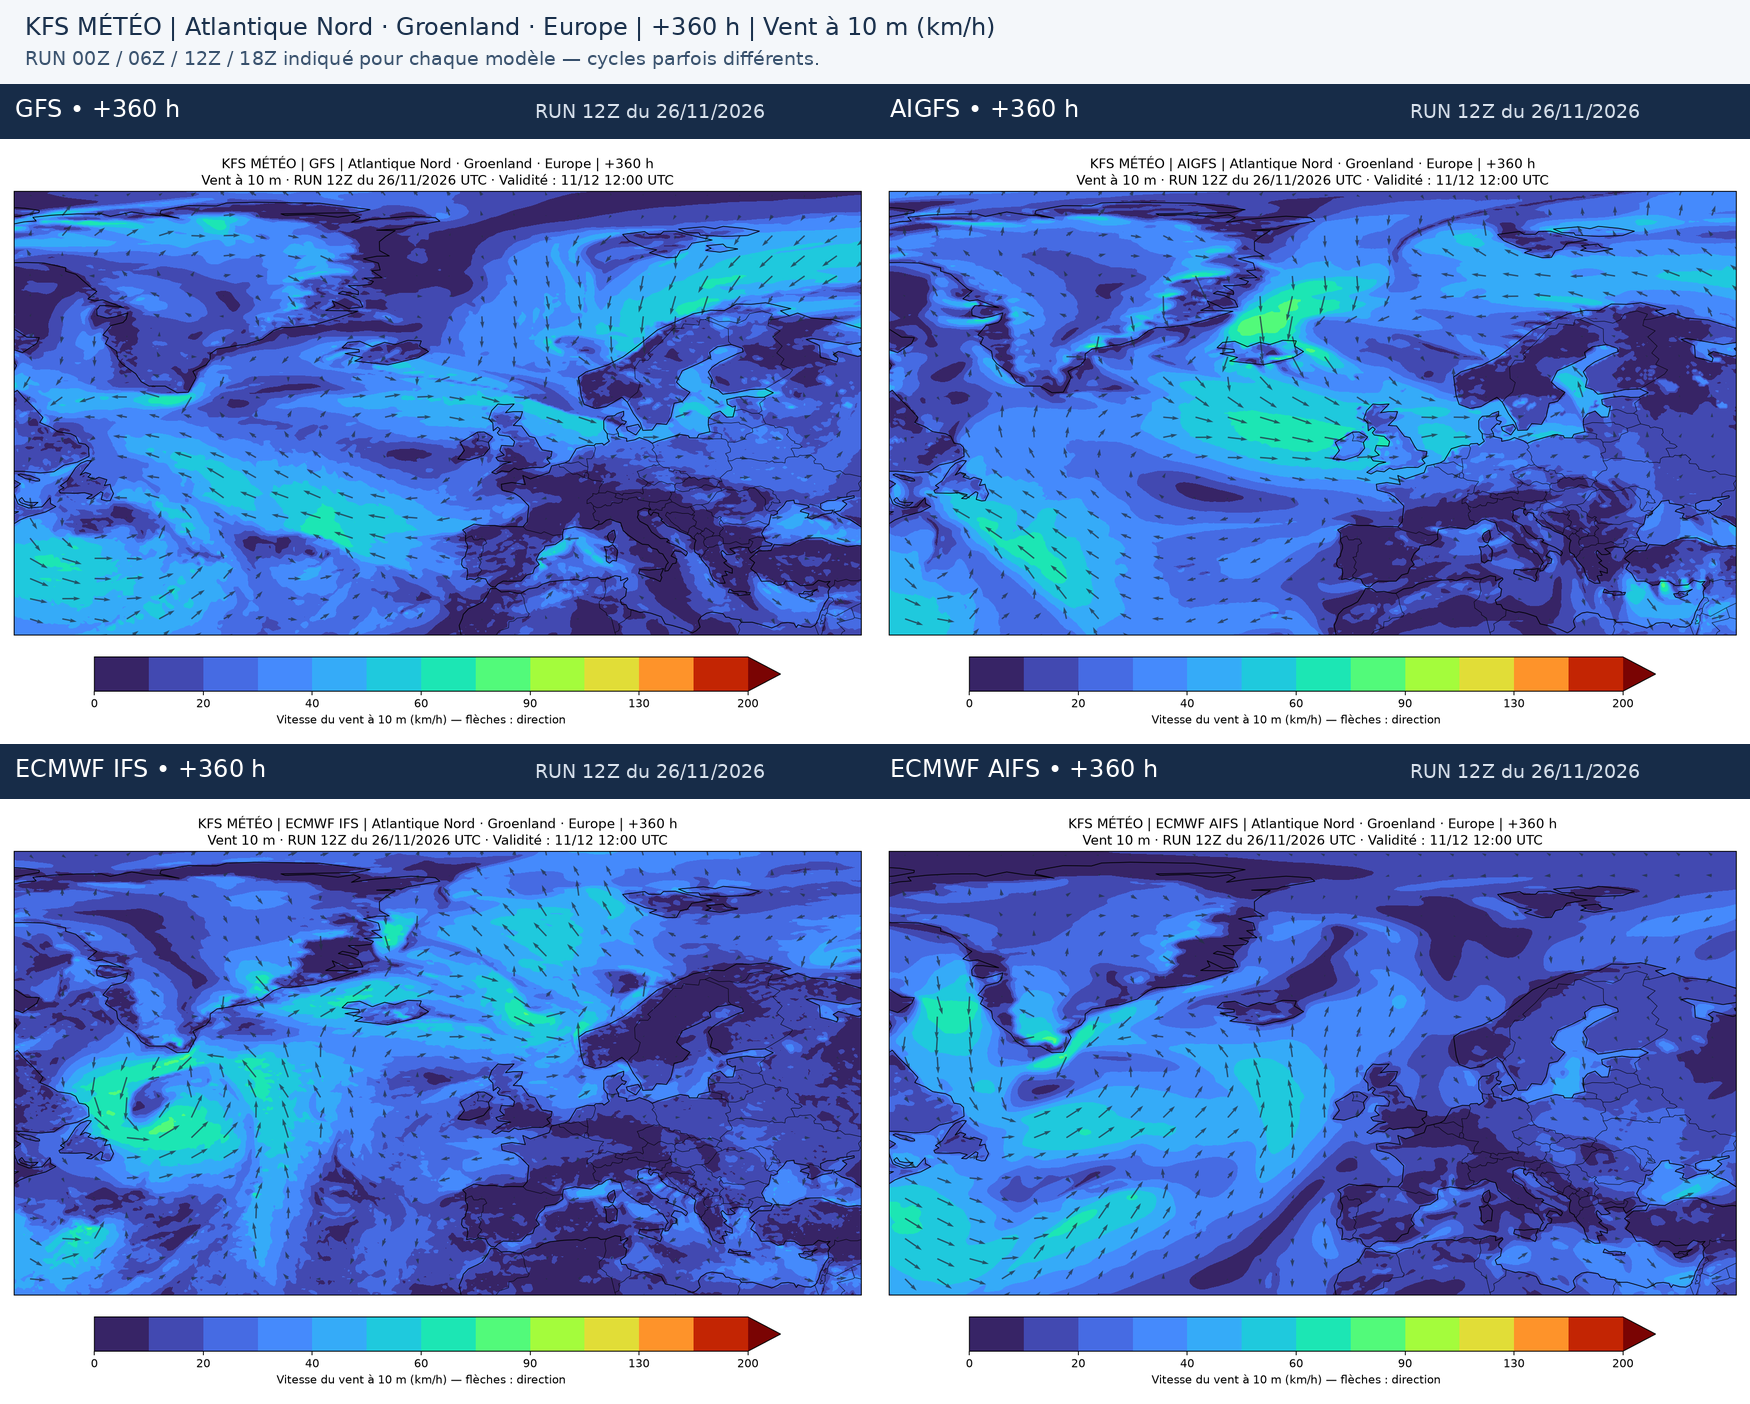 KFS MÉTÉO | Atlantique Nord · Groenland · Europe | +360 h | Vent à 10 m (km/h)
RUN 00Z / 06Z / 12Z / 18Z indiqué pour chaque modèle — cycles parfois différents.
GFS • +360 h
RUN 12Z du 26/11/2026
KFS MÉTÉO | GFS | Atlantique Nord · Groenland · Europe | +360 h
Vent à 10 m · RUN 12Z du 26/11/2026 UTC · Validité : 11/12 12:00 UTC
0 20 40 60 90 130 200
Vitesse du vent à 10 m (km/h) — flèches : direction
AIGFS • +360 h
RUN 12Z du 26/11/2026
KFS MÉTÉO | AIGFS | Atlantique Nord · Groenland · Europe | +360 h
Vent à 10 m · RUN 12Z du 26/11/2026 UTC · Validité : 11/12 12:00 UTC
0 20 40 60 90 130 200
Vitesse du vent à 10 m (km/h) — flèches : direction
ECMWF IFS • +360 h
RUN 12Z du 26/11/2026
KFS MÉTÉO | ECMWF IFS | Atlantique Nord · Groenland · Europe | +360 h
Vent 10 m · RUN 12Z du 26/11/2026 UTC · Validité : 11/12 12:00 UTC
0 20 40 60 90 130 200
Vitesse du vent à 10 m (km/h) — flèches : direction
ECMWF AIFS • +360 h
RUN 12Z du 26/11/2026
KFS MÉTÉO | ECMWF AIFS | Atlantique Nord · Groenland · Europe | +360 h
Vent 10 m · RUN 12Z du 26/11/2026 UTC · Validité : 11/12 12:00 UTC
0 20 40 60 90 130 200
Vitesse du vent à 10 m (km/h) — flèches : direction